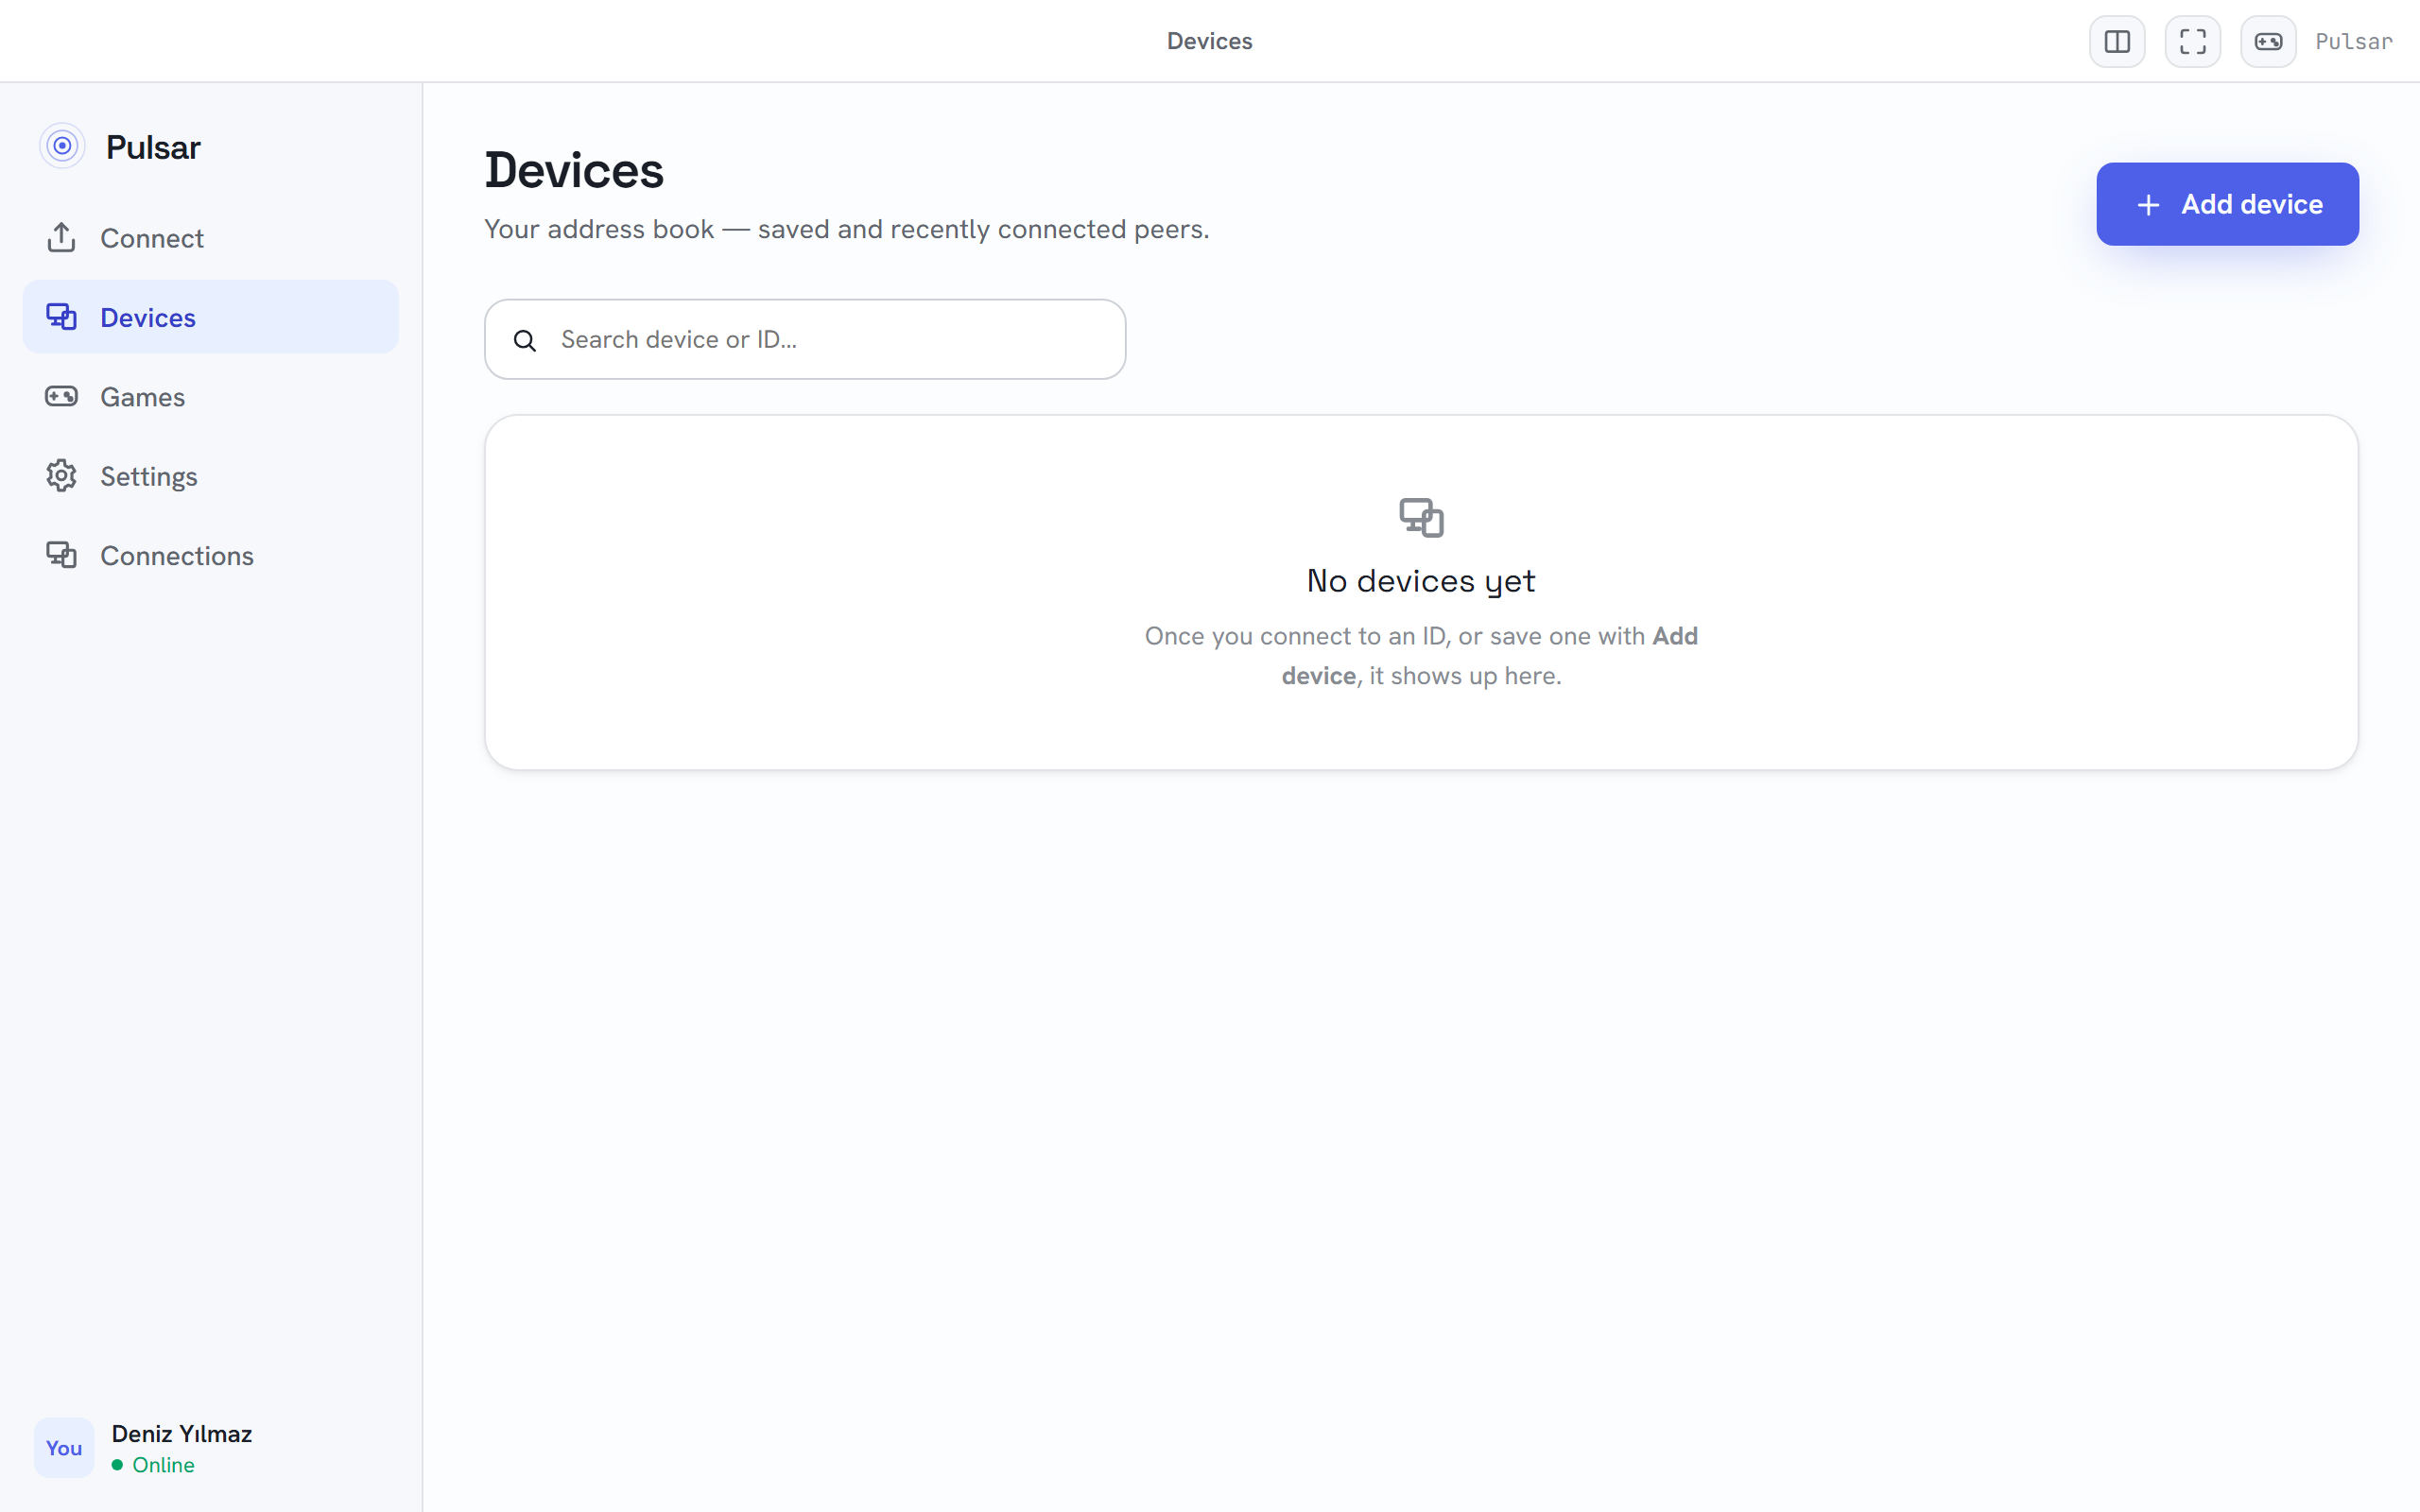 Devices
Pulsar
Pulsar
Connect
Devices
Games
Settings
Connections
You
Deniz Yılmaz
Online
Devices
Your address book — saved and recently connected peers.
Add device
Search device or ID...
No devices yet
Once you connect to an ID, or save one with Add
device, it shows up here.